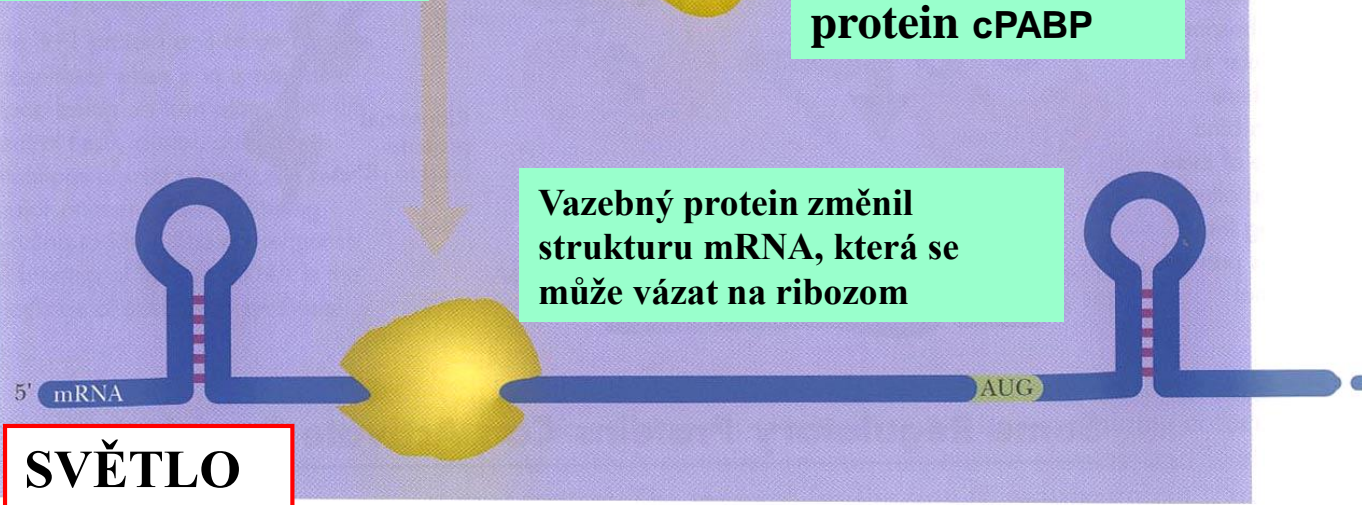 protein cPABP
Vazebný protein změnil
strukturu mRNA, která se
může vázat na ribozom
5' mRNA
AUG
SVĚTLO